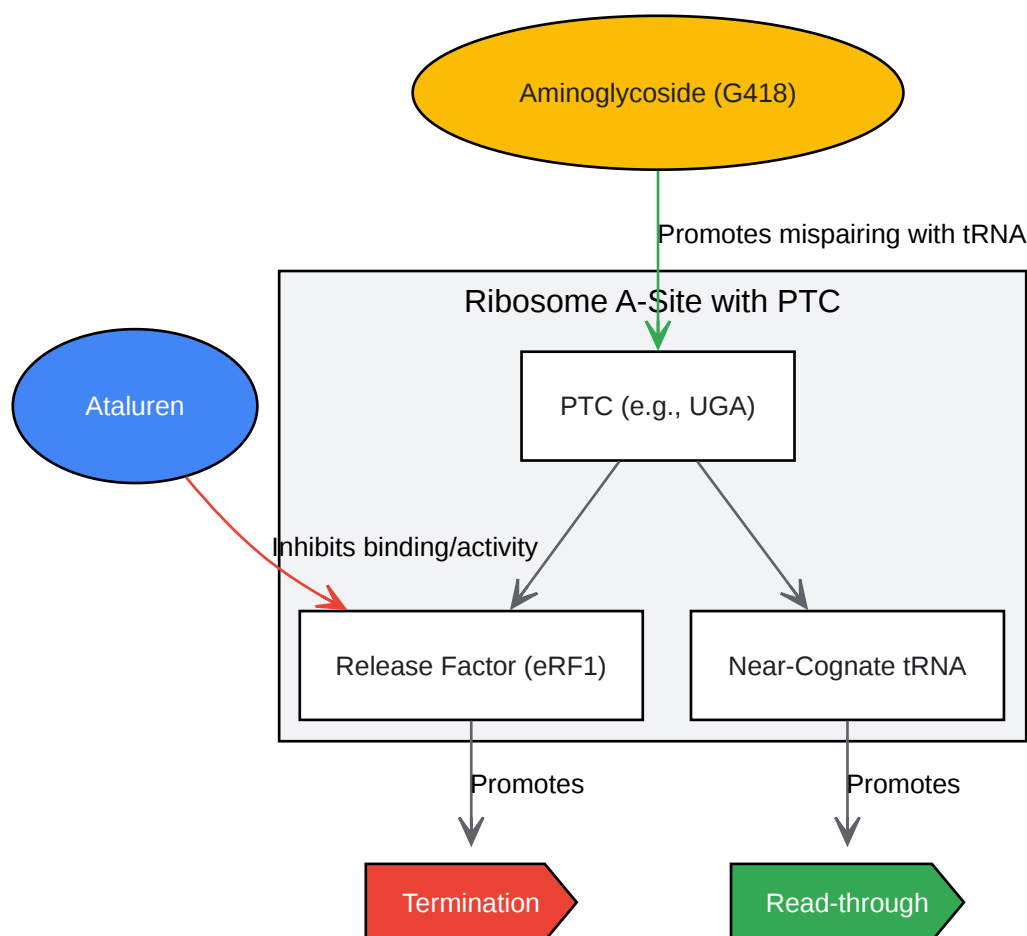 Aminoglycoside (G418)
Promotes mispairing with tRNA
Ribosome A-Site with PTC
PTC (e.g., UGA)
Ataluren
Inhibits binding/activity
Release Factor (eRF1)
Near-Cognate tRNA
Promotes
Promotes
Termination
Read-through